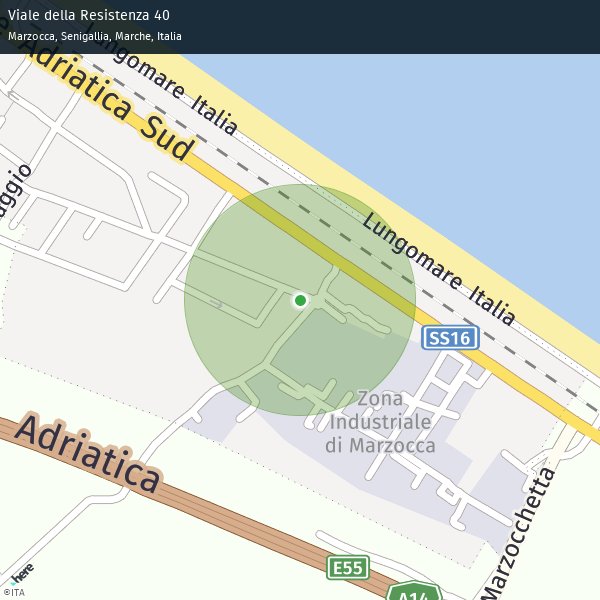 Viale della Resistenza 40
Marzocca, Senigallia, Marche, Italia
Lungomare Italia
Adriatica Sud
Lungomare Italia
SS16
Zona
Industriale
di Marzocca
Adriatica
Marzocchetta
E55
A14
here
©ITA